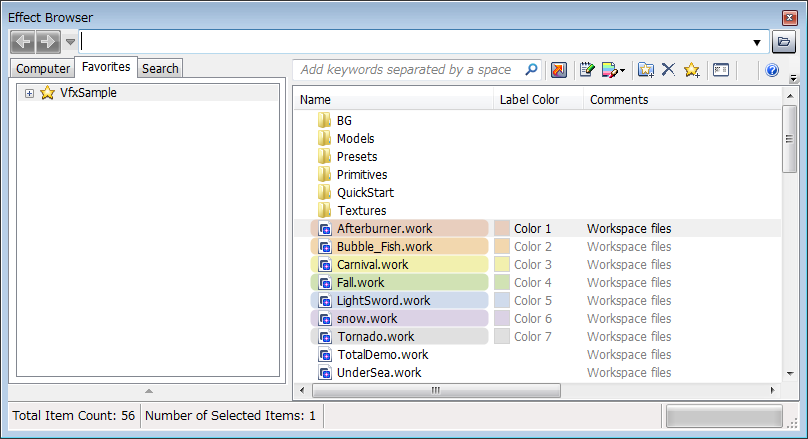 Effect Browser
Computer Favorites Search
Add keywords separated by a space
VfxSample
Name Label Color Comments
BG
Models
Presets
Primitives
QuickStart
Textures
Afterburner.work Color 1 Workspace files
Bubble_Fish.work Color 2 Workspace files
Carnival.work Color 3 Workspace files
Fall.work Color 4 Workspace files
LightSword.work Color 5 Workspace files
snow.work Color 6 Workspace files
Tornado.work Color 7 Workspace files
TotalDemo.work Workspace files
UnderSea.work Workspace files
Total Item Count: 56 Number of Selected Items: 1